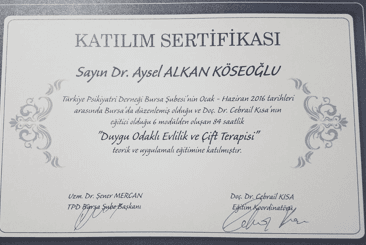 KATILIM SERTİFİKASI
Sayın Dr. Aysel ALKAN KÖSEOĞLU
Türkiye Psikiyatri Derneği Bursa Şubesi'nin Ocak - Haziran 2016 tarihleri
arasında Bursa'da düzenlemiş olduğu ve Doç. Dr. Cebrail Kısa'nın
eğitici olduğu 6 modülden oluşan 84 saatlik
"Duygu Odaklı Evlilik ve Çift Terapisi"
teorik ve uygulamalı eğitimine katılmıştır.
Uzm. Dr. Şener MERCAN
TPD Bursa Şube Başkanı
Doç. Dr. Cebrail KISA
Eğitim Koordinatörü